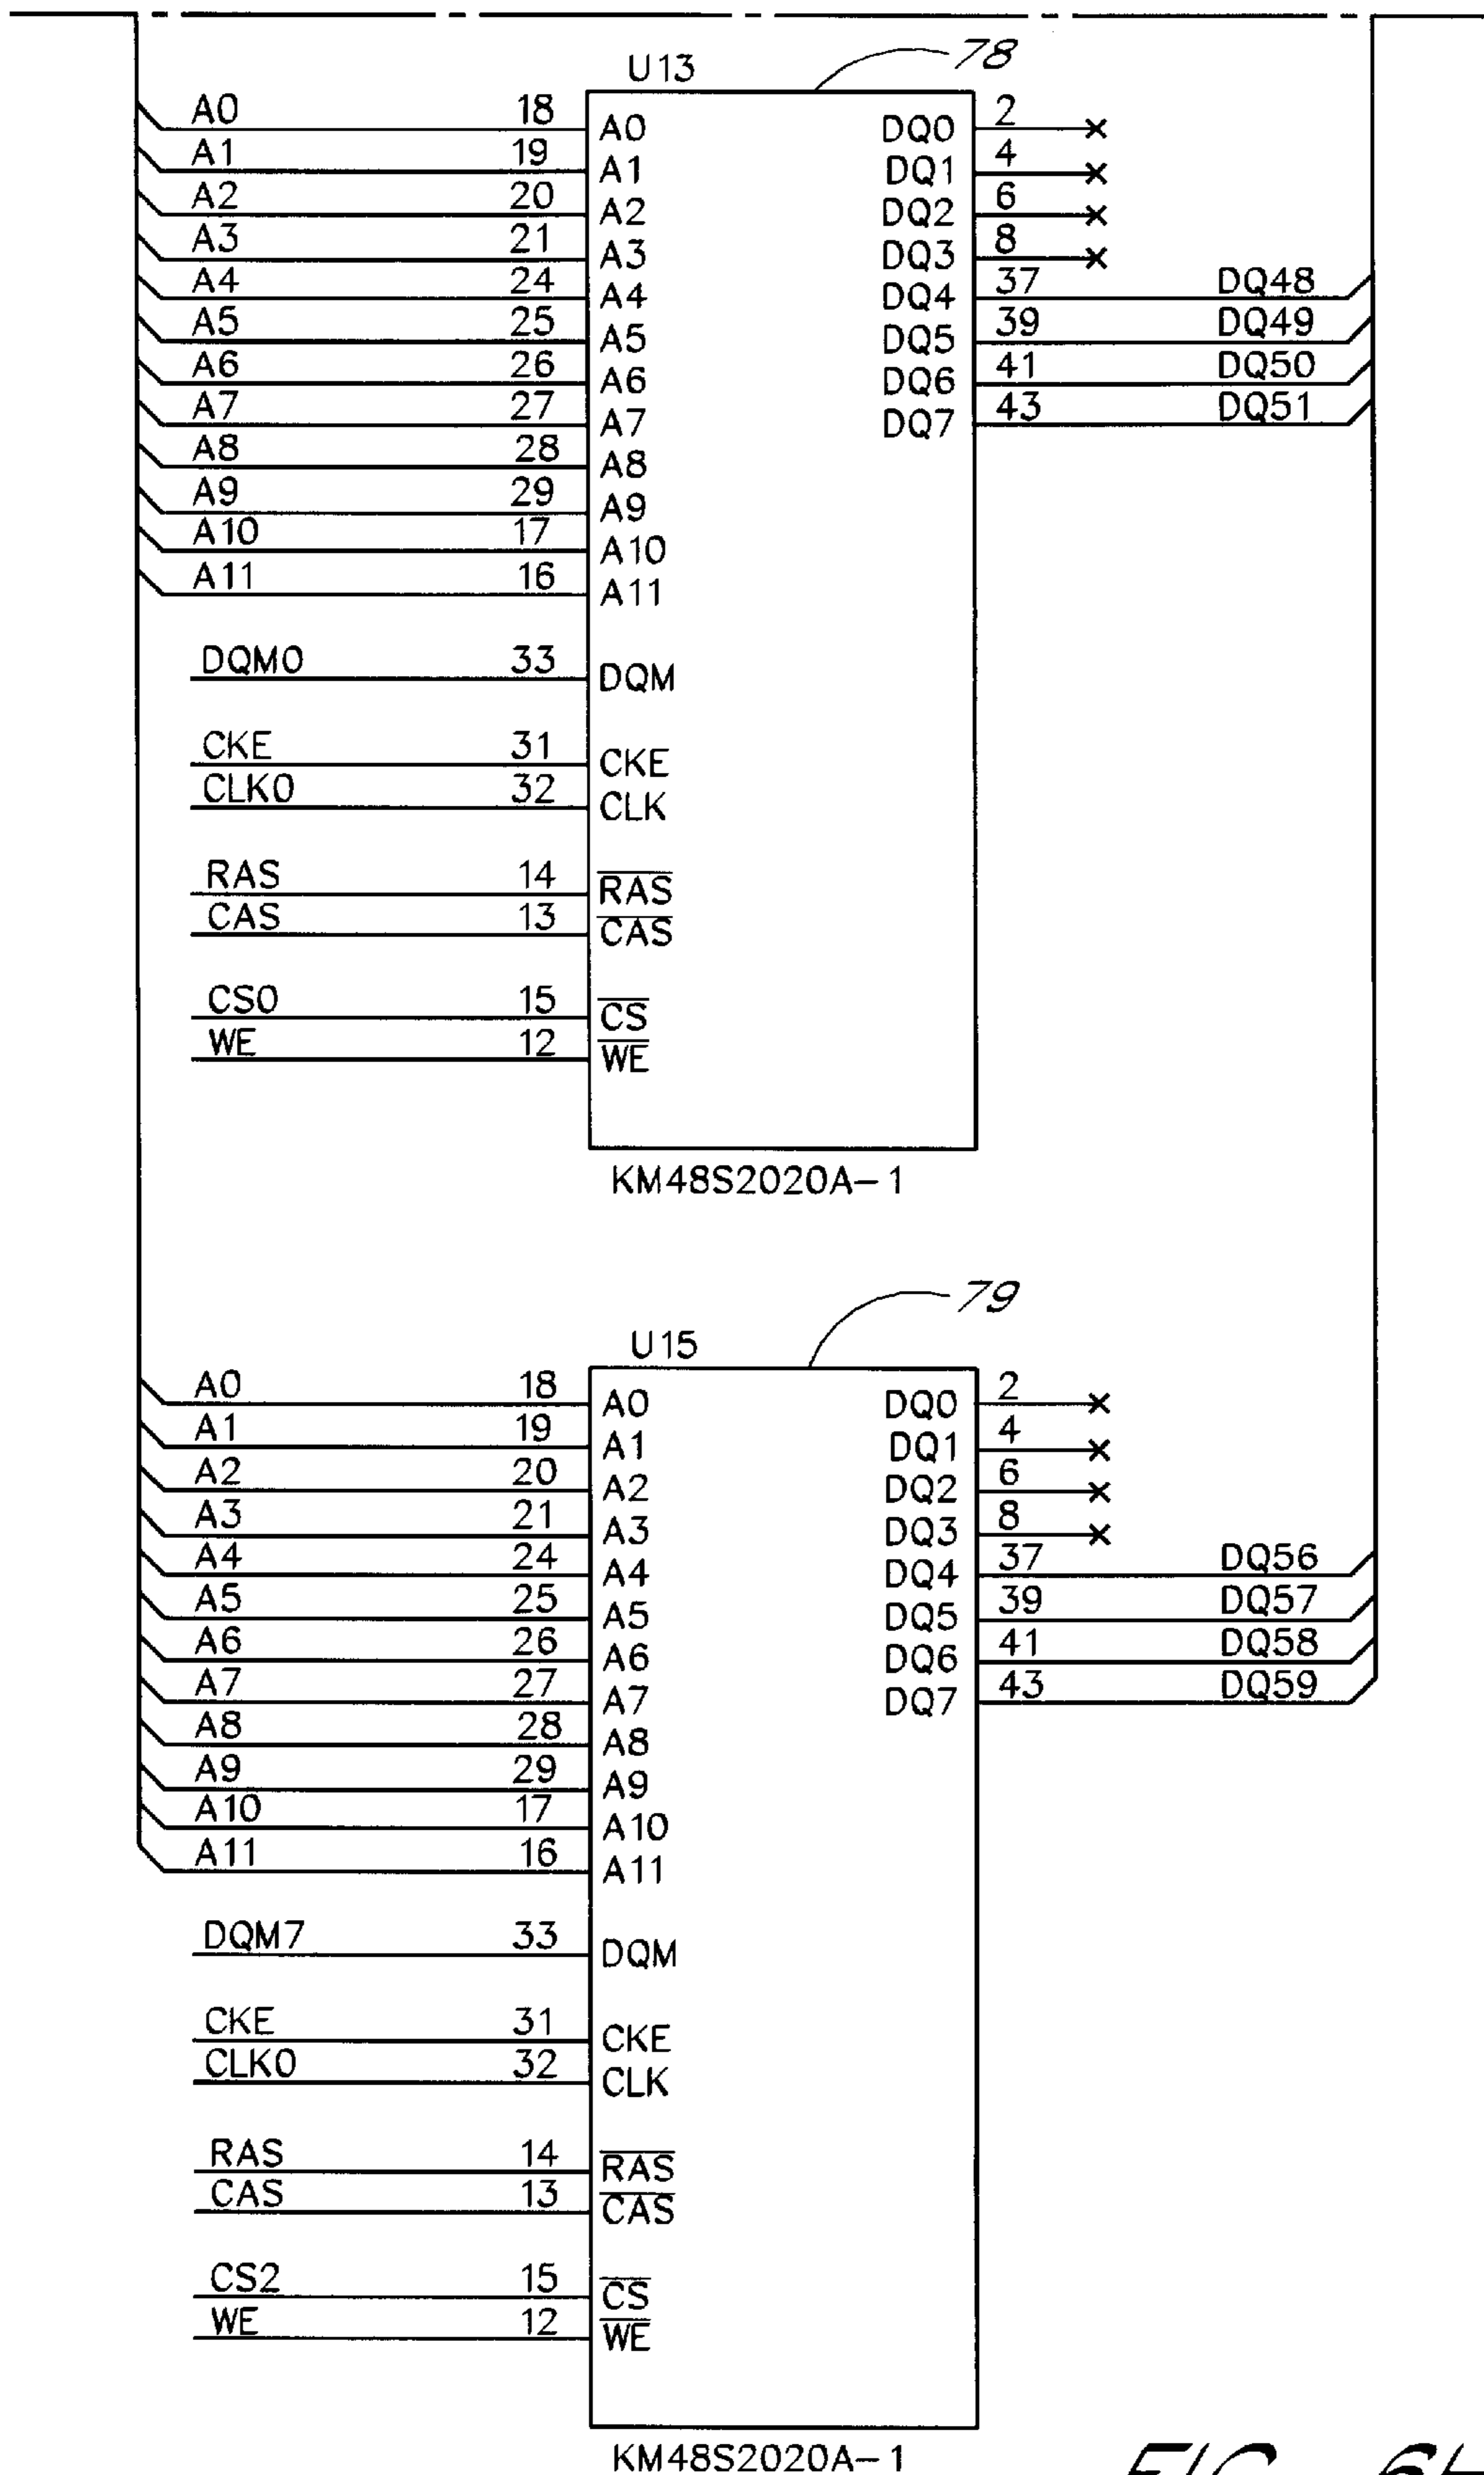 U13 78
A0 18 A0 DQ0 2
A1 19 A1 DQ1 4
A2 20 A2 DQ2 6
A3 21 A3 DQ3 8
A4 24 A4 DQ4 37 DQ48
A5 25 A5 DQ5 39 DQ49
A6 26 A6 DQ6 41 DQ50
A7 27 A7 DQ7 43 DQ51
A8 28 A8
A9 29 A9
A10 17 A10
A11 16 A11
DQM0 33 DQM
CKE 31 CKE
CLK0 32 CLK
RAS 14 RAS
CAS 13 CAS
CS0 15 CS
WE 12 WE
KM48S2020A-1
U15 79
A0 18 A0 DQ0 2
A1 19 A1 DQ1 4
A2 20 A2 DQ2 6
A3 21 A3 DQ3 8
A4 24 A4 DQ4 37 DQ56
A5 25 A5 DQ5 39 DQ57
A6 26 A6 DQ6 41 DQ58
A7 27 A7 DQ7 43 DQ59
A8 28 A8
A9 29 A9
A10 17 A10
A11 16 A11
DQM7 33 DQM
CKE 31 CKE
CLK0 32 CLK
RAS 14 RAS
CAS 13 CAS
CS2 15 CS
WE 12 WE
KM48S2020A-1